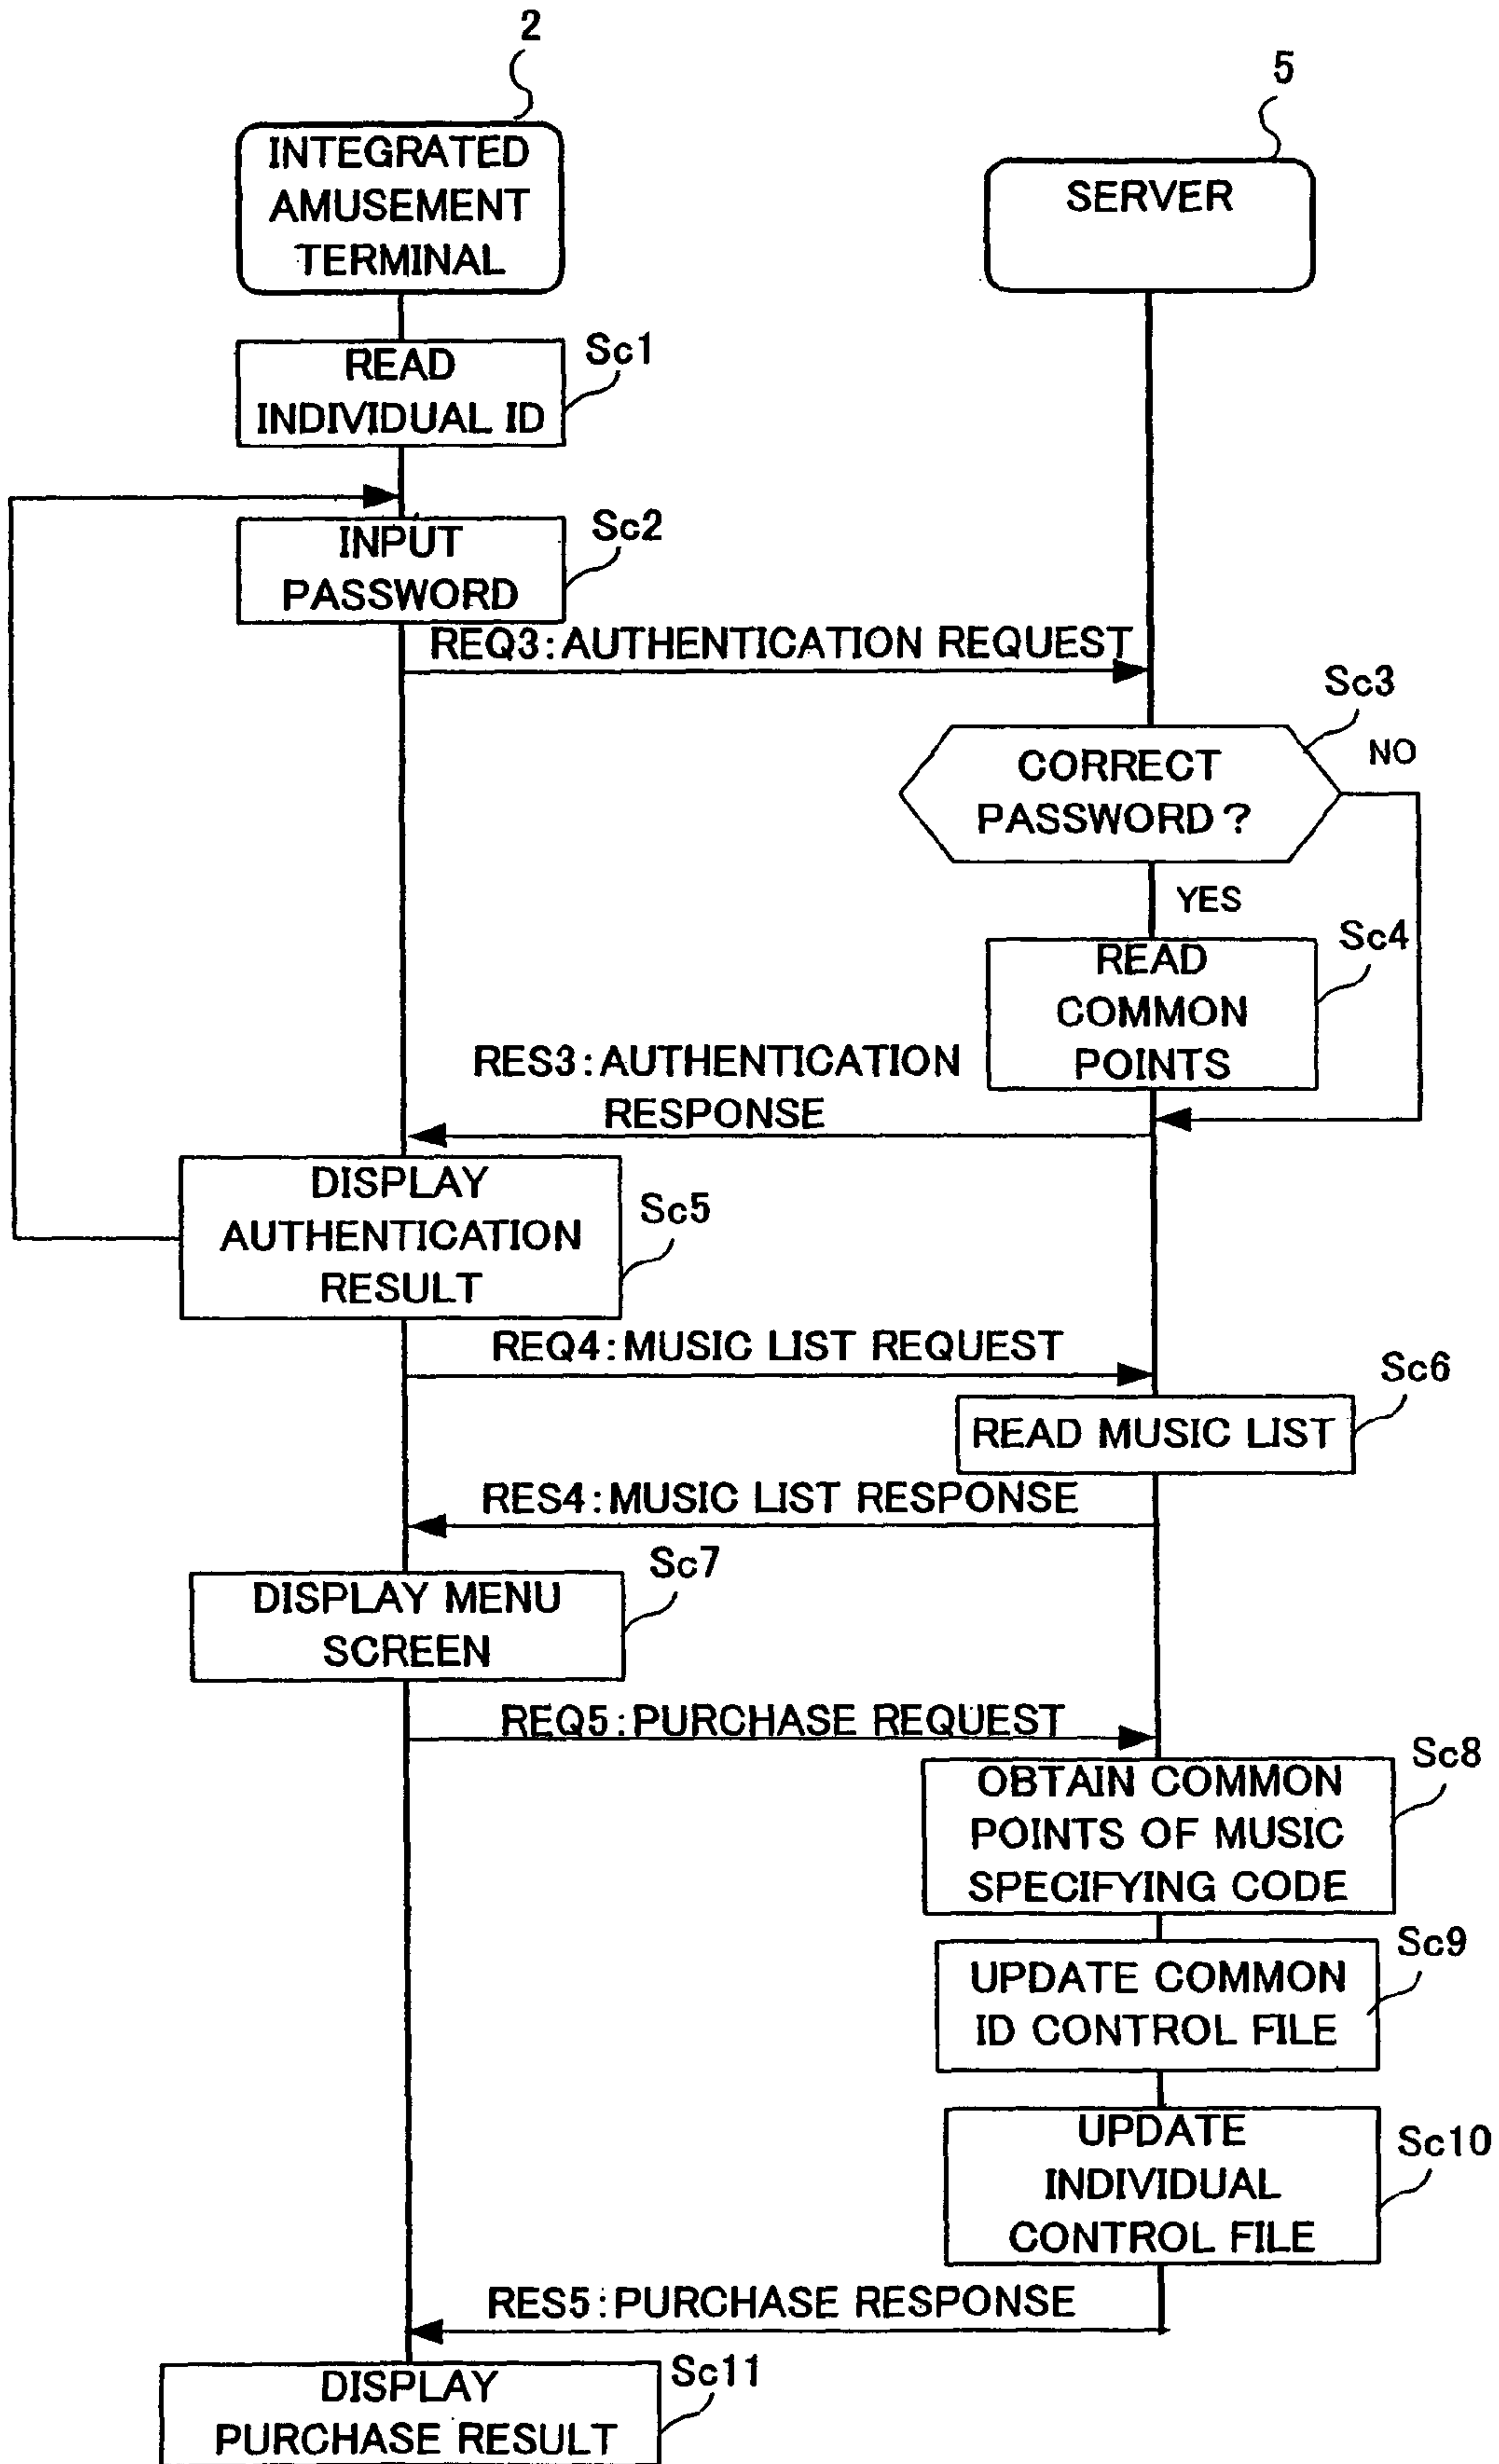 2
INTEGRATED
AMUSEMENT
TERMINAL
5
SERVER
READ
INDIVIDUAL ID
Sc1
INPUT
PASSWORD
Sc2
REQ3:AUTHENTICATION REQUEST
Sc3
CORRECT
PASSWORD?
NO
YES
READ
COMMON
POINTS
Sc4
RES3:AUTHENTICATION
RESPONSE
DISPLAY
AUTHENTICATION
RESULT
Sc5
REQ4:MUSIC LIST REQUEST
READ MUSIC LIST
Sc6
RES4:MUSIC LIST RESPONSE
DISPLAY MENU
SCREEN
Sc7
REQ5:PURCHASE REQUEST
OBTAIN COMMON
POINTS OF MUSIC
SPECIFYING CODE
Sc8
UPDATE COMMON
ID CONTROL FILE
Sc9
UPDATE
INDIVIDUAL
CONTROL FILE
Sc10
RES5:PURCHASE RESPONSE
DISPLAY
PURCHASE RESULT
Sc11